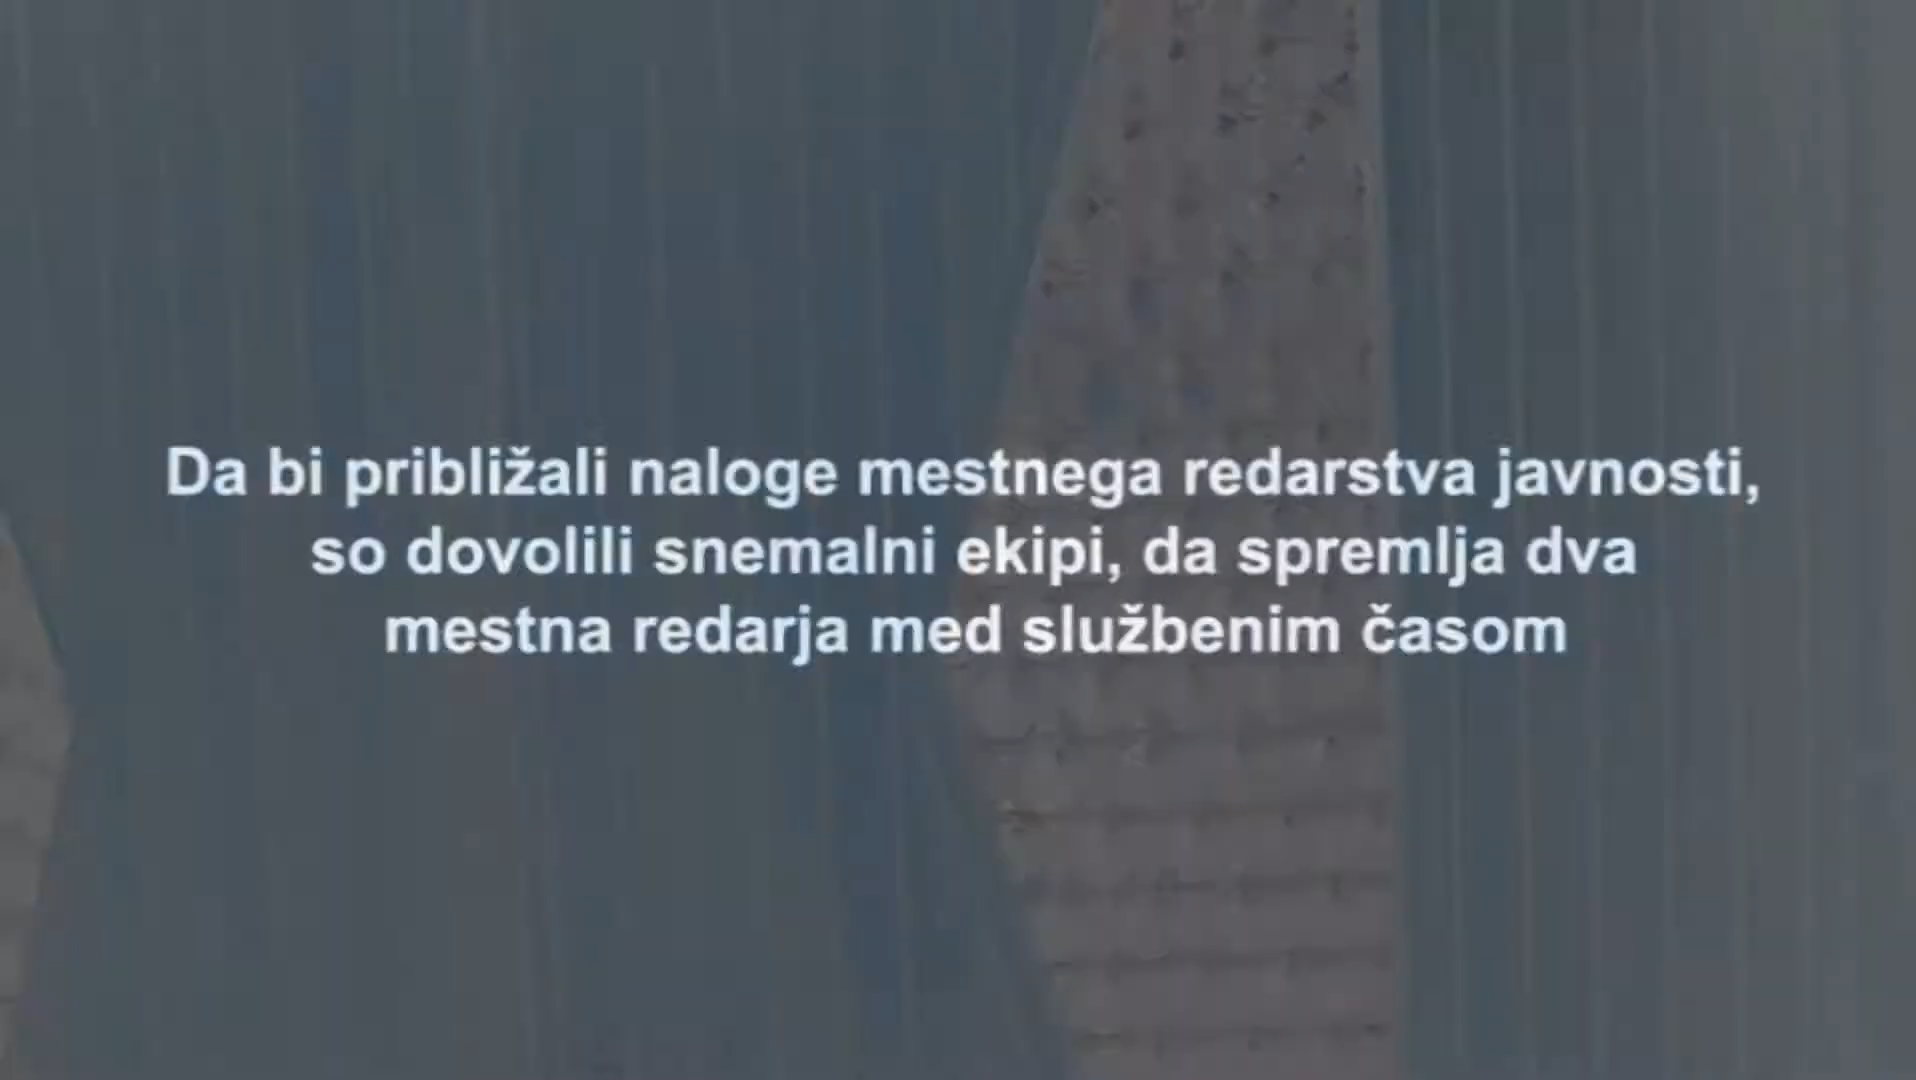 Da bi približali naloge mestnega redarstva javnosti,
so dovolili snemalni ekipi, da spremlja dva
mestna redarja med službenim časom